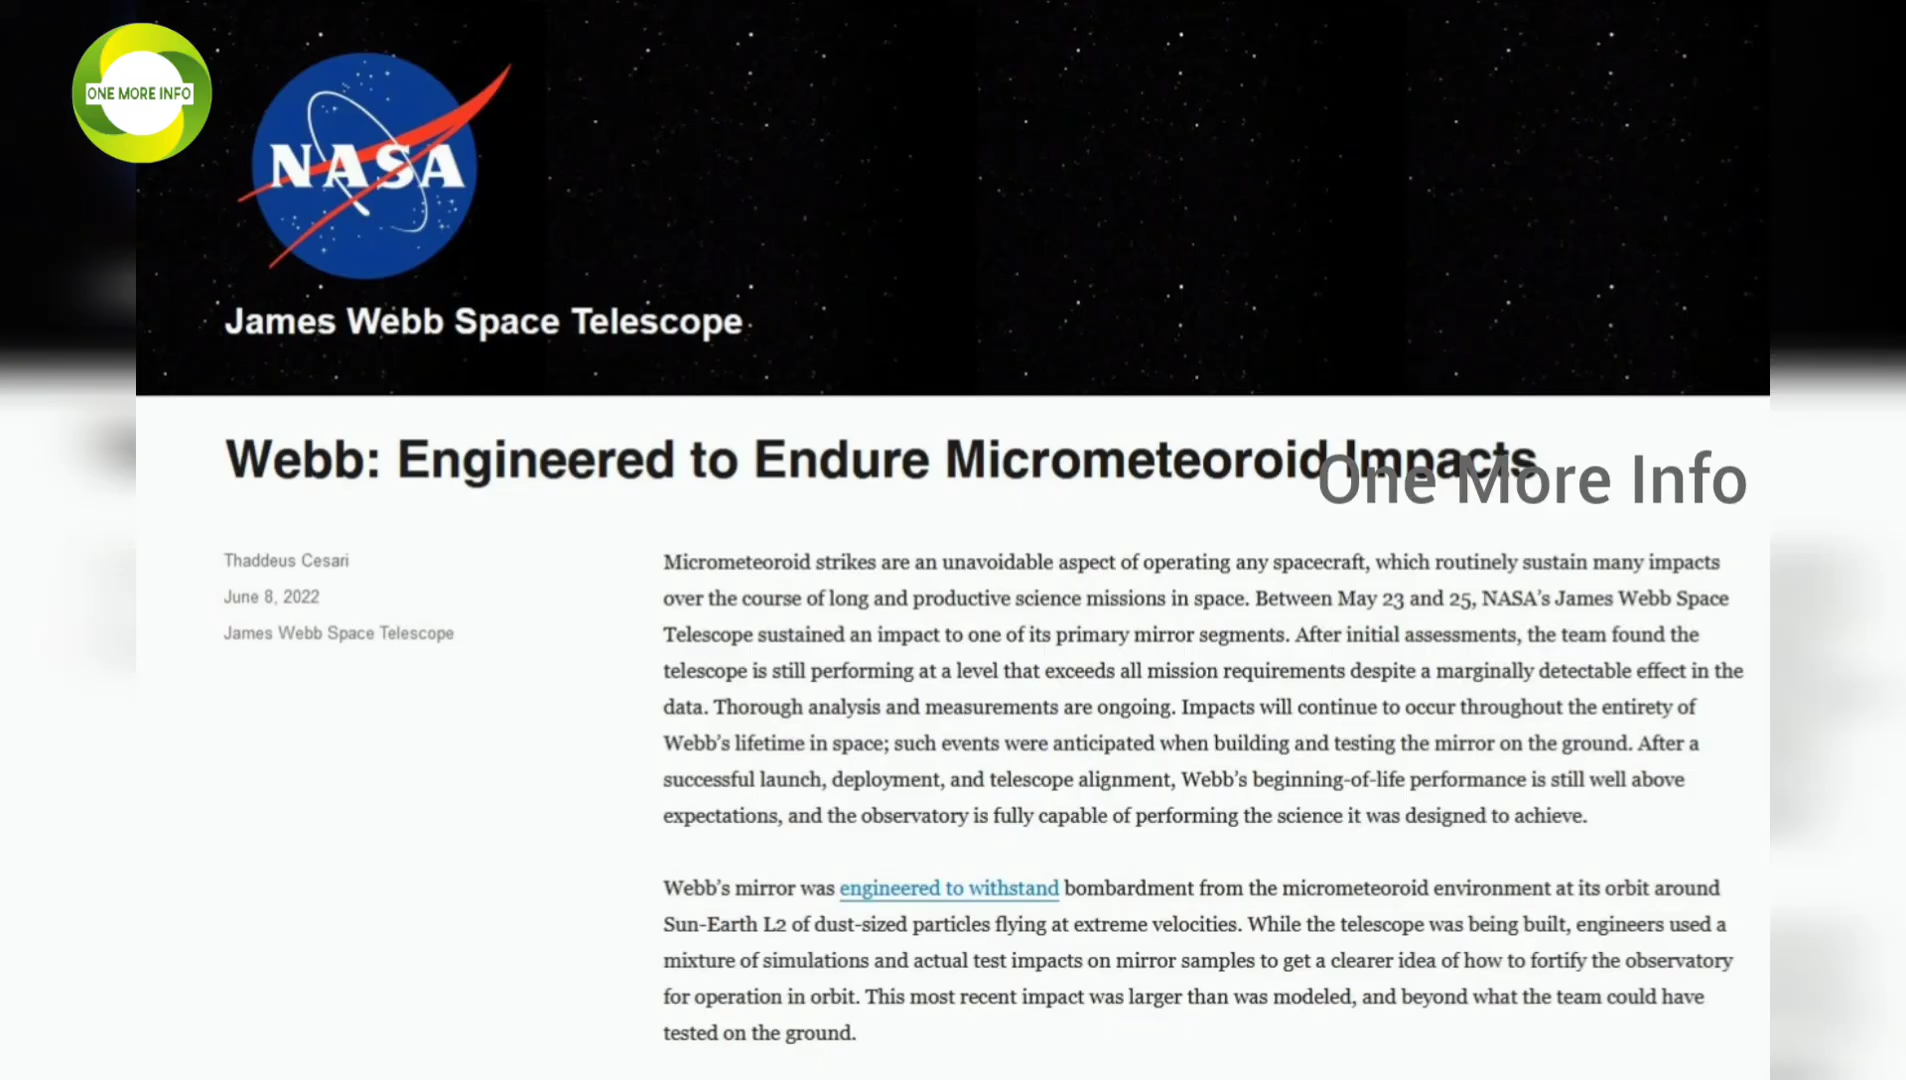 ONE MORE INFO
NASA
James Webb Space Telescope
Webb: Engineered to Endure Micrometeoroid Impacts
One More Info
Thaddeus Cesari
June 8, 2022
James Webb Space Telescope
Micrometeoroid strikes are an unavoidable aspect of operating any spacecraft, which routinely sustain many impacts
over the course of long and productive science missions in space. Between May 23 and 25, NASA’s James Webb Space
Telescope sustained an impact to one of its primary mirror segments. After initial assessments, the team found the
telescope is still performing at a level that exceeds all mission requirements despite a marginally detectable effect in the
data. Thorough analysis and measurements are ongoing. Impacts will continue to occur throughout the entirety of
Webb’s lifetime in space; such events were anticipated when building and testing the mirror on the ground. After a
successful launch, deployment, and telescope alignment, Webb’s beginning-of-life performance is still well above
expectations, and the observatory is fully capable of performing the science it was designed to achieve.
Webb’s mirror was engineered to withstand bombardment from the micrometeoroid environment at its orbit around
Sun-Earth L2 of dust-sized particles flying at extreme velocities. While the telescope was being built, engineers used a
mixture of simulations and actual test impacts on mirror samples to get a clearer idea of how to fortify the observatory
for operation in orbit. This most recent impact was larger than was modeled, and beyond what the team could have
tested on the ground.